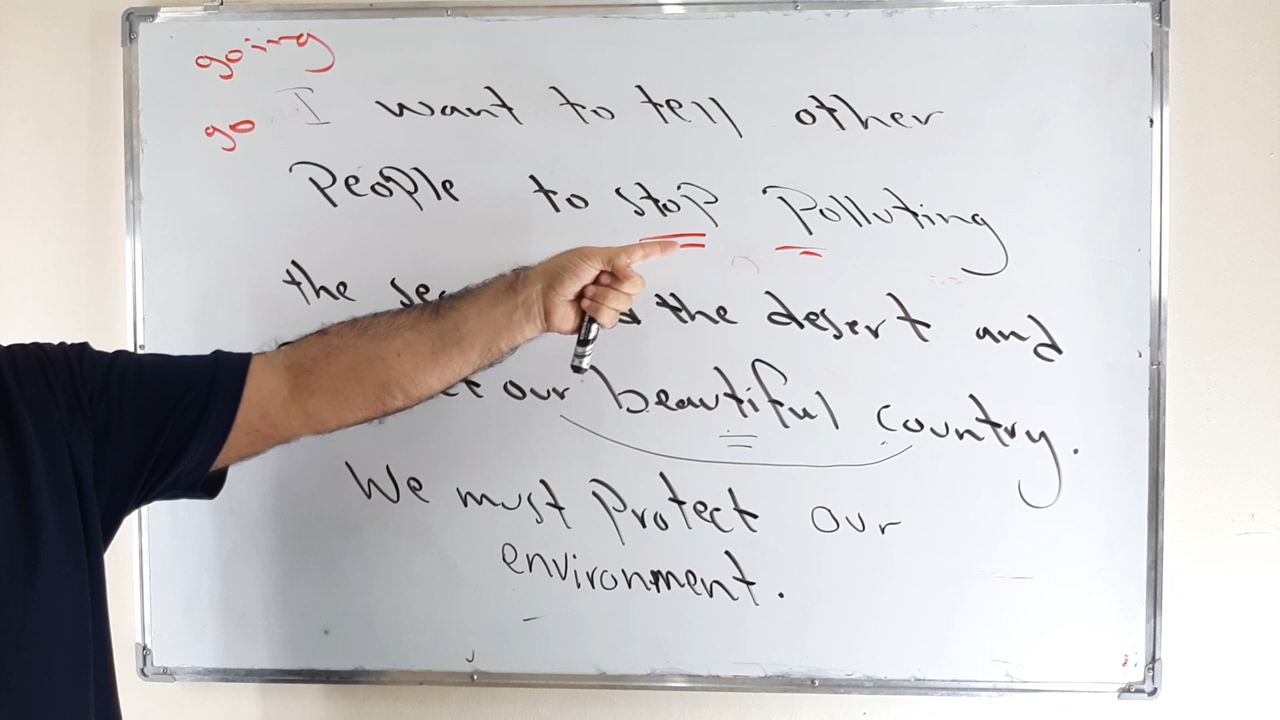 going
go I want to tell other
People to stop Polluting
the the desert and
our beautiful country.
We must Protect our
environment.